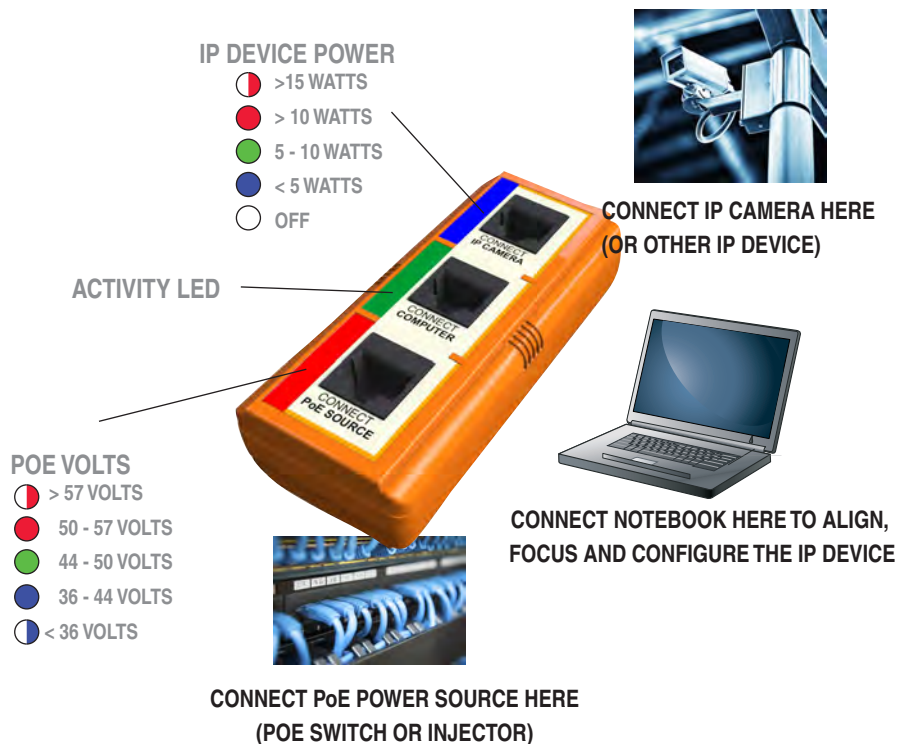 IP DEVICE POWER
>15 WATTS
> 10 WATTS
5 - 10 WATTS
< 5 WATTS
OFF
CONNECT IP CAMERA HERE
(OR OTHER IP DEVICE)
ACTIVITY LED
CONNECT
IP CAMERA
CONNECT
COMPUTER
CONNECT
PoE SOURCE
POE VOLTS
> 57 VOLTS
50 - 57 VOLTS
44 - 50 VOLTS
36 - 44 VOLTS
< 36 VOLTS
CONNECT NOTEBOOK HERE TO ALIGN,
FOCUS AND CONFIGURE THE IP DEVICE
CONNECT PoE POWER SOURCE HERE
(POE SWITCH OR INJECTOR)